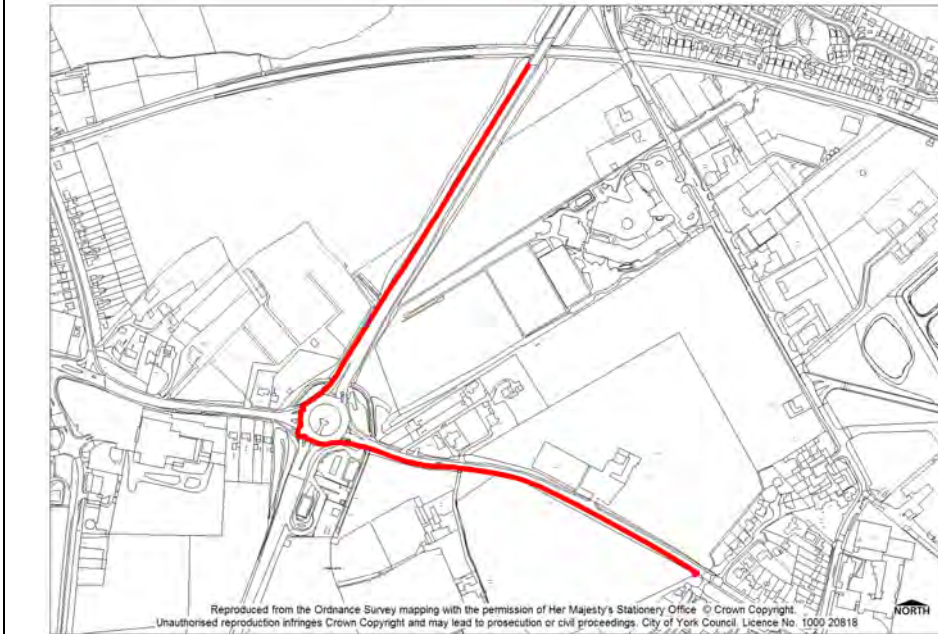 Reproduced from the Ordnance Survey mapping with the permission of Her Majesty's Stationery Office © Crown Copyright.
Unauthorised reproduction infringes Crown Copyright and may lead to prosecution or civil proceedings. City of York Council. Licence No. 1000 20818
NORTH